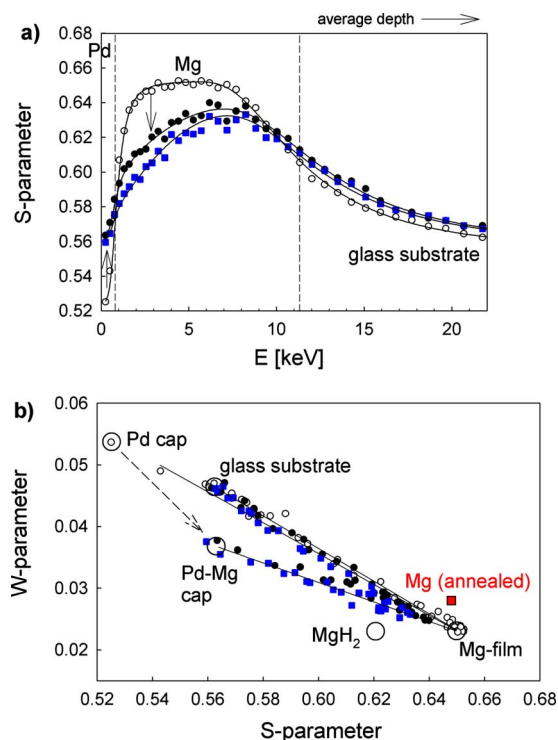 average depth
a)
Pd
Mg
0.68
0.66
0.64
0.62
0.60
0.58
0.56
0.54
0.52
S-parameter
glass substrate
0 5 10 15 20
E [keV]
b)
0.06
0.05
0.04
0.03
0.02
W-parameter
Pd cap
glass substrate
Pd-Mg
cap
Mg (annealed)
MgH2
Mg-film
0.52 0.54 0.56 0.58 0.60 0.62 0.64 0.66 0.68
S-parameter